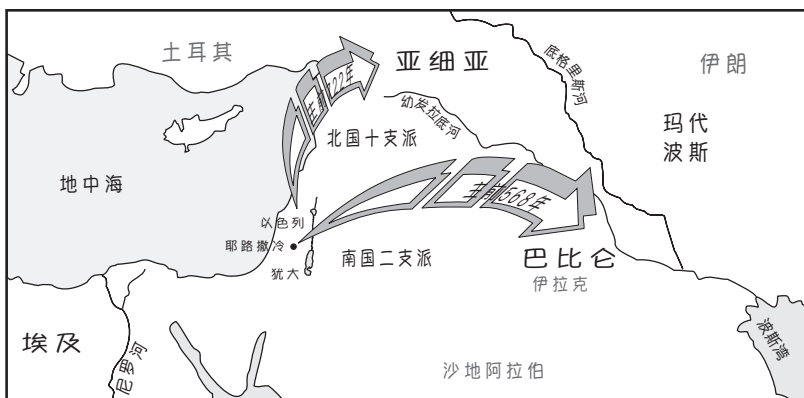 土耳其
亚细亚
伊朗
底格里斯河
主前722年
幼发拉底河
玛代
波斯
北国十支派
地中海
主前568年
以色列
耶路撒冷
犹大
南国二支派
巴比仑
伊拉克
埃及
尼罗河
沙地阿拉伯
波斯湾